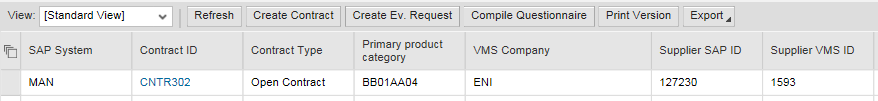 View: [Standard View] Refresh Create Contract Create Ev. Request Compile Questionnaire Print Version Export
SAP System Contract ID Contract Type Primary product category VMS Company Supplier SAP ID Supplier VMS ID
MAN CNTR302 Open Contract BB01AA04 ENI 127230 1593